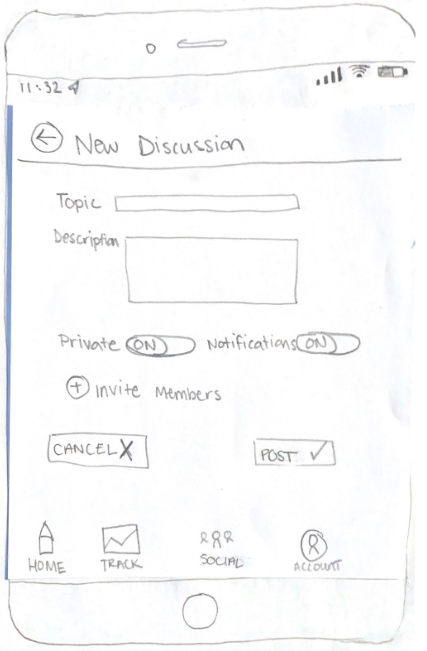 11:32
New Discussion
Topic
Description
Private ON Notifications ON
+ Invite Members
CANCEL X POST ✓
HOME TRACK SOCIAL ACCOUNT